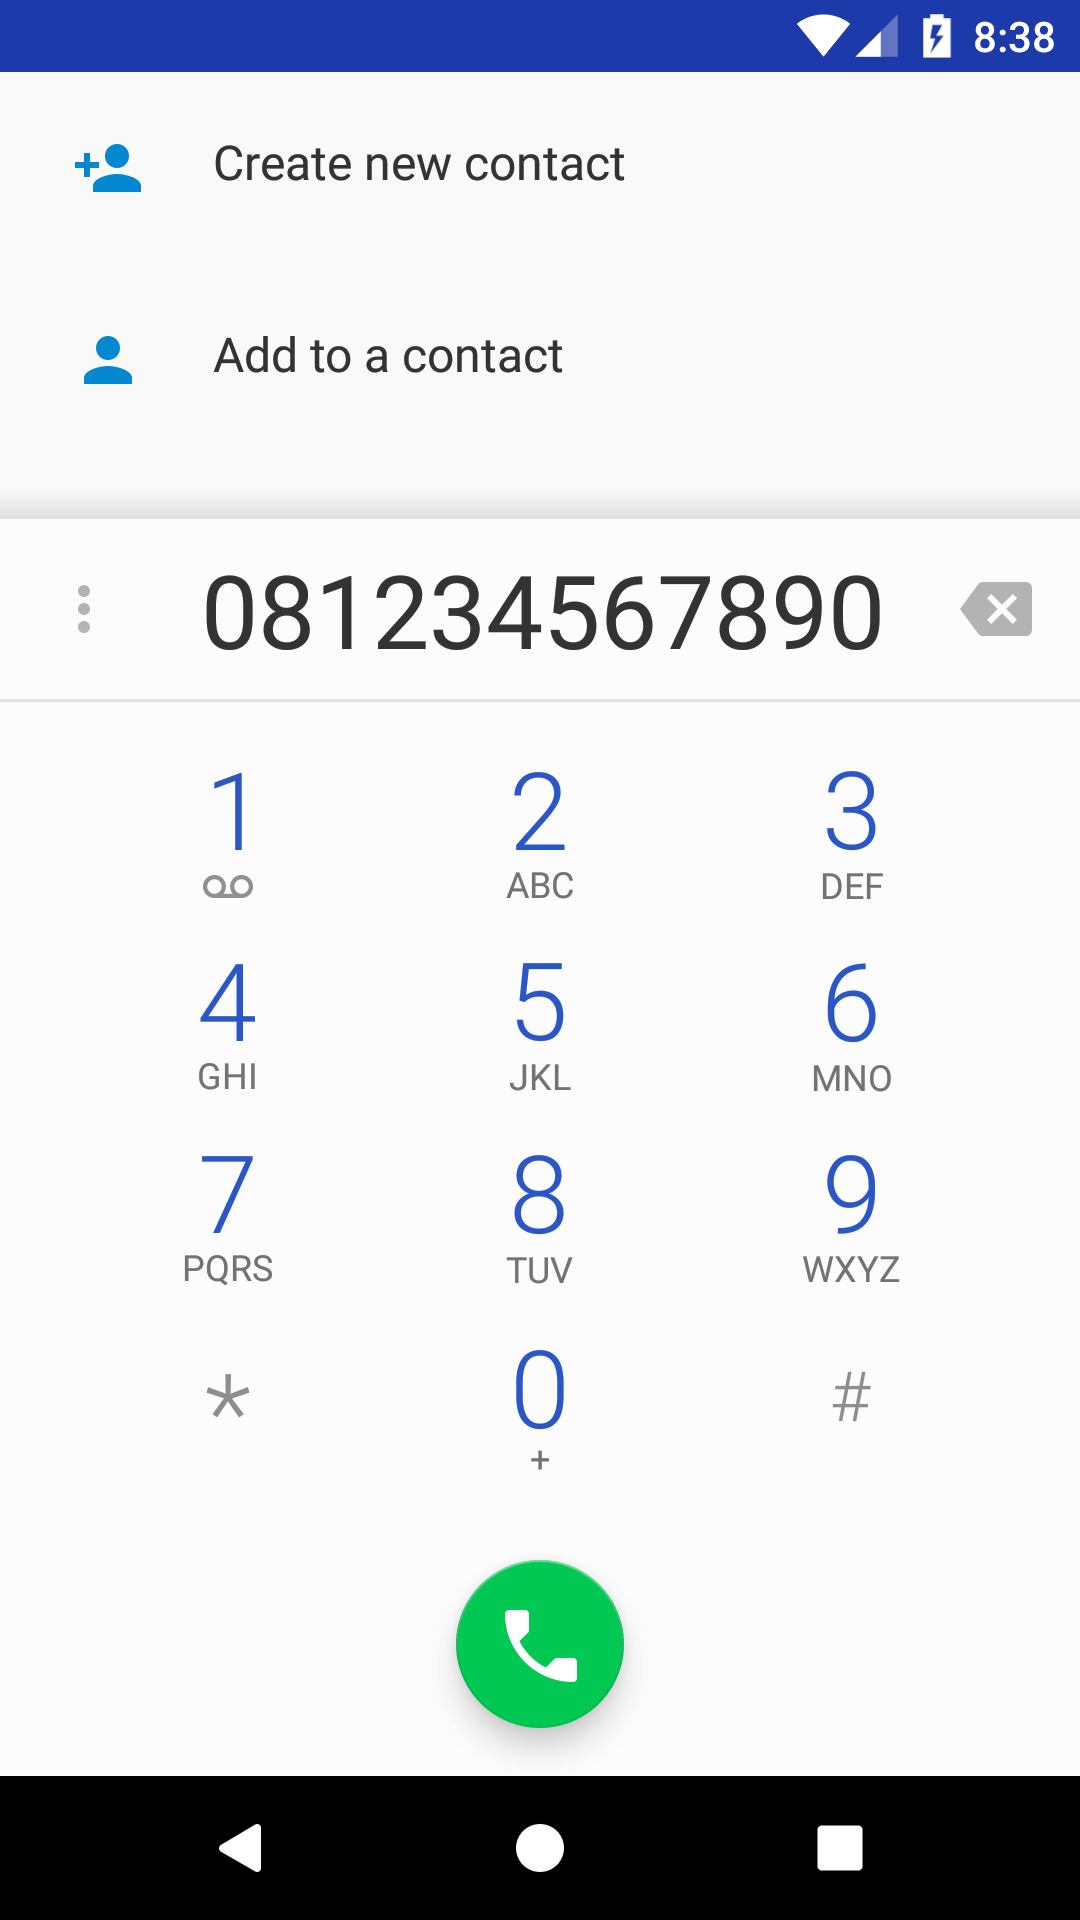 8:38
Create new contact
Add to a contact
081234567890
1 2 3
ABC DEF
4 5 6
GHI JKL MNO
7 8 9
PQRS TUV WXYZ
* 0 #
+